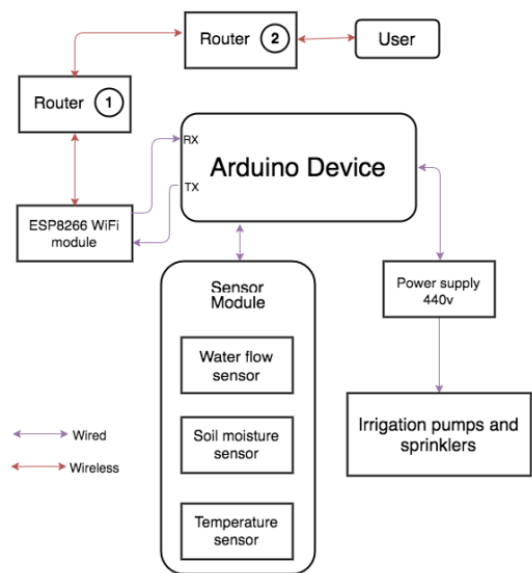 Router 2
User
Router 1
RX
Arduino Device
TX
ESP8266 WiFi
module
Power supply
440v
Sensor
Module
Water flow
sensor
Irrigation pumps and
sprinklers
Soil moisture
sensor
Wired
Wireless
Temperature
sensor